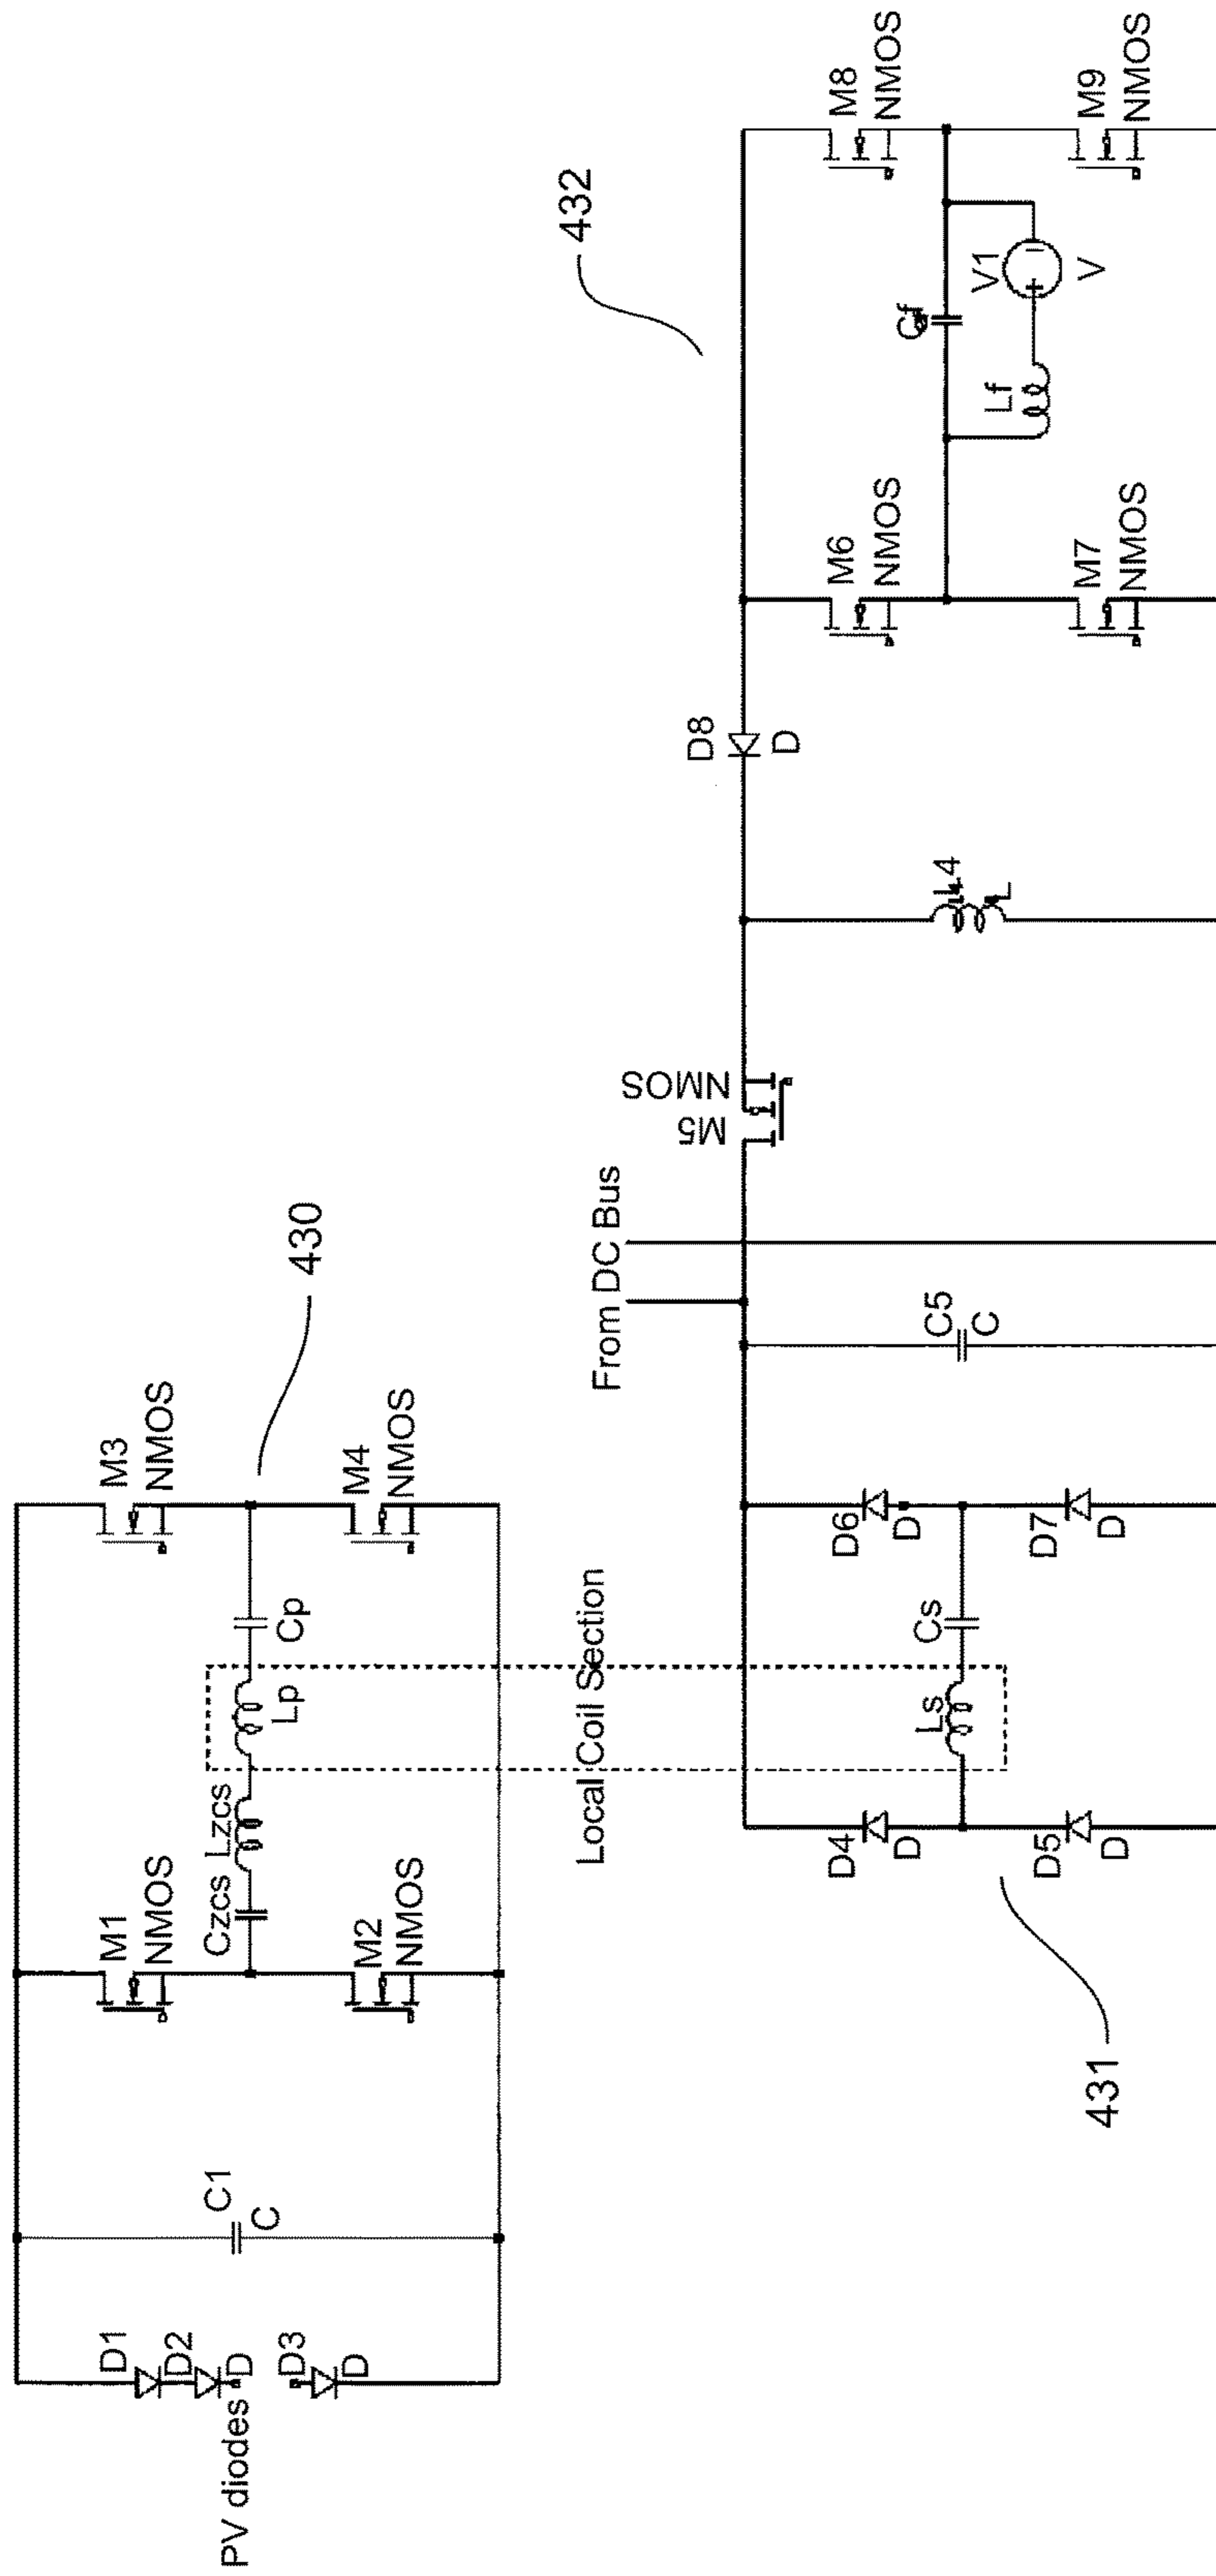 PV diodes
D1
D2
D
D3
D
C1
C
M1
NMOS
M2
NMOS
Czcs
Lzcs
Lp
Cp
M3
NMOS
M4
NMOS
430
Local Coil Section
431
D4
D
D5
D
Ls
Cs
D6
D
D7
D
C5
C
From DC Bus
M5
NMOS
L4
L
D8
D
432
M6
NMOS
M7
NMOS
Cf
Lf
V1
V
M8
NMOS
M9
NMOS